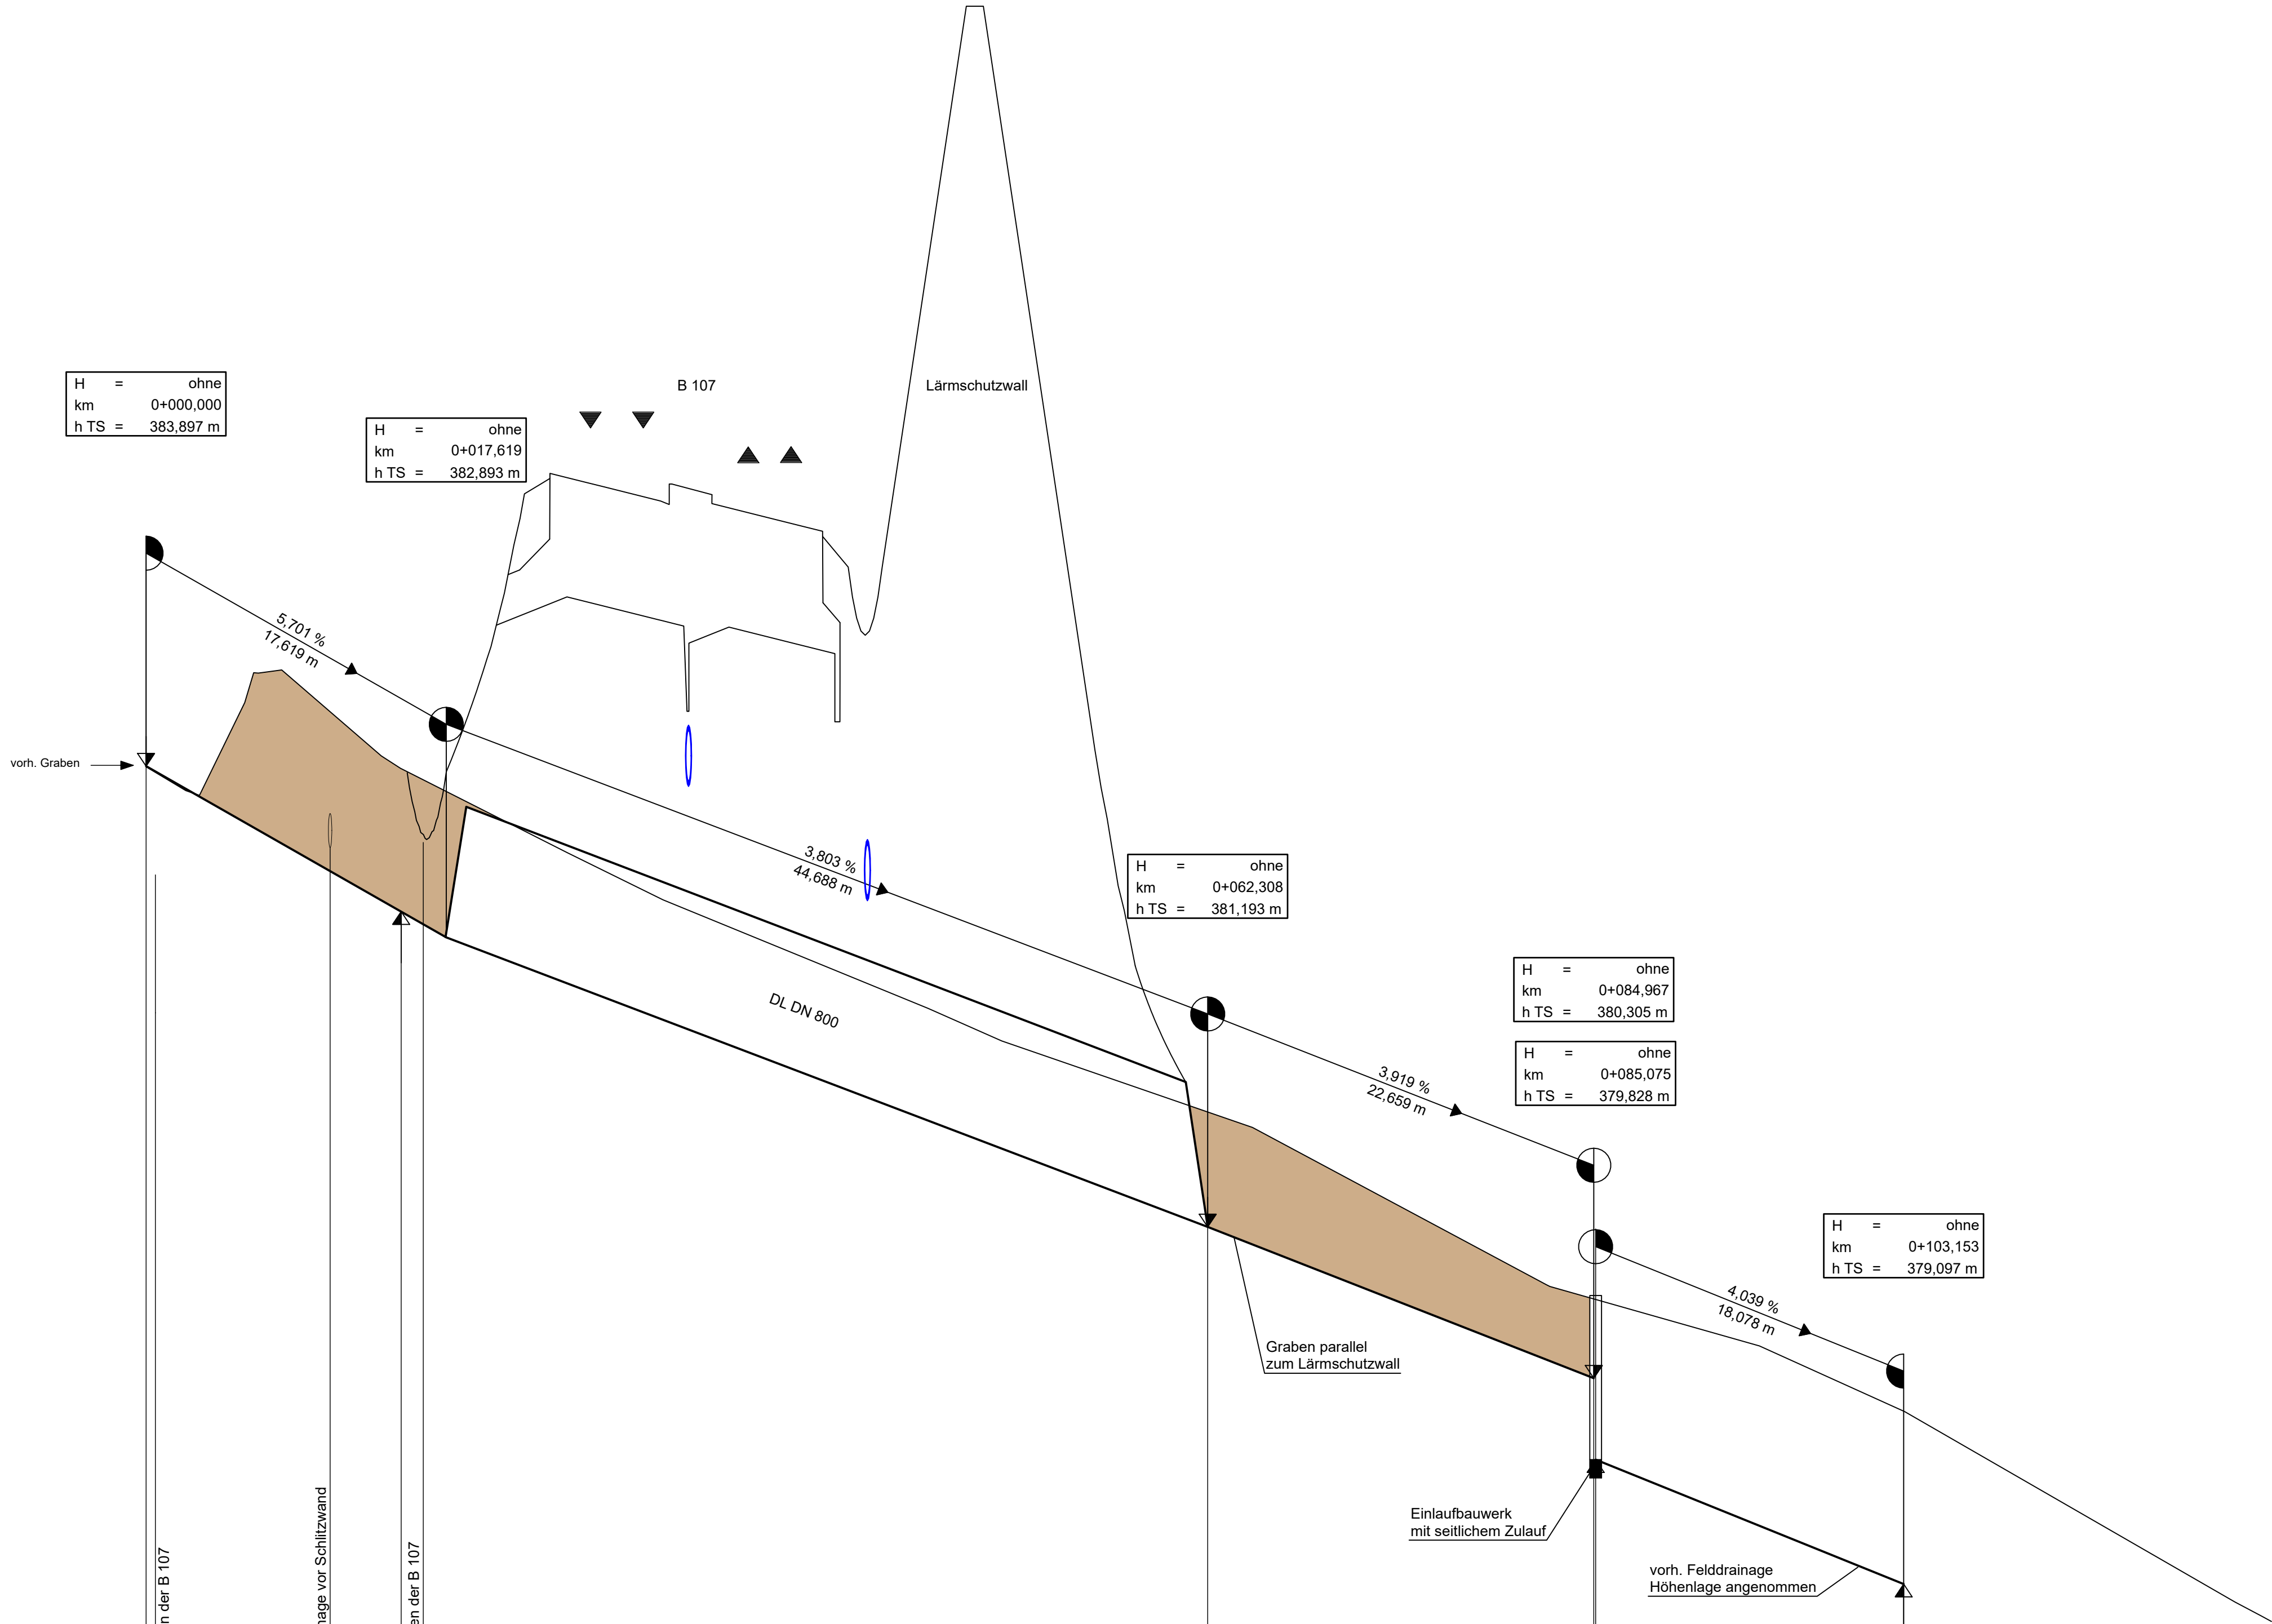 B 107
Lärmschutzwall
H = ohne
km 0+000,000
h TS = 383,897 m
H = ohne
km 0+017,619
h TS = 382,893 m
5,701 %
17,619 m
vorh. Graben
3,803 %
44,688 m
H = ohne
km 0+062,308
h TS = 381,193 m
DL DN 800
H = ohne
km 0+084,967
h TS = 380,305 m
H = ohne
km 0+085,075
h TS = 379,828 m
3,919 %
22,659 m
H = ohne
km 0+103,153
h TS = 379,097 m
4,039 %
18,078 m
Graben parallel
zum Lärmschutzwall
Einlaufbauwerk
mit seitlichem Zulauf
vorh. Felddrainage
Höhenlage angenommen
n der B 107
nage vor Schlitzwand
en der B 107